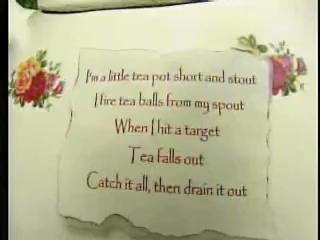 I'm a little tea pot short and stout
I fire tea balls from my spout
When I hit a target
Tea falls out
Catch it all, then drain it out